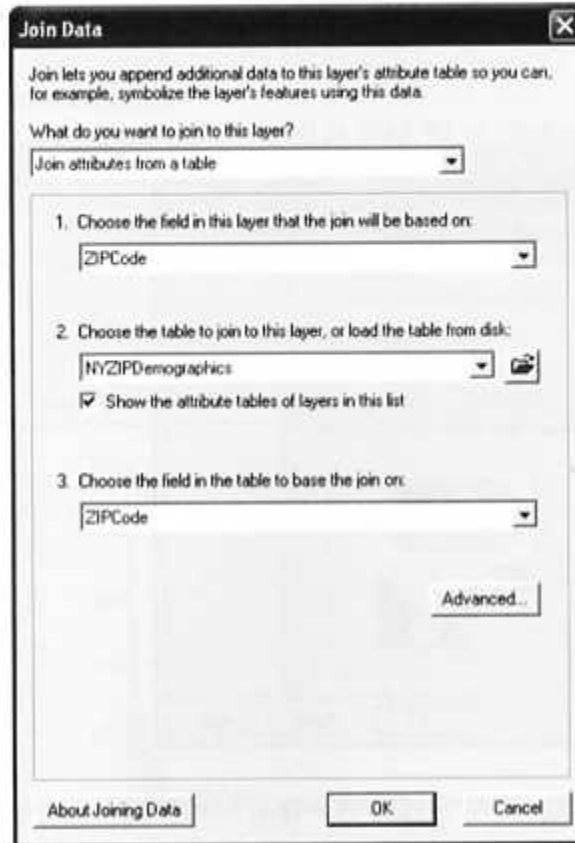 Join Data
Join lets you append additional data to this layer's attribute table so you can,
for example, symbolize the layer's features using this data.
What do you want to join to this layer?
Join attributes from a table
1. Choose the field in this layer that the join will be based on:
ZIPCode
2. Choose the table to join to this layer, or load the table from disk:
NYZIPDemographics
Show the attribute tables of layers in this list
3. Choose the field in the table to base the join on:
ZIPCode
Advanced...
About Joining Data
OK
Cancel